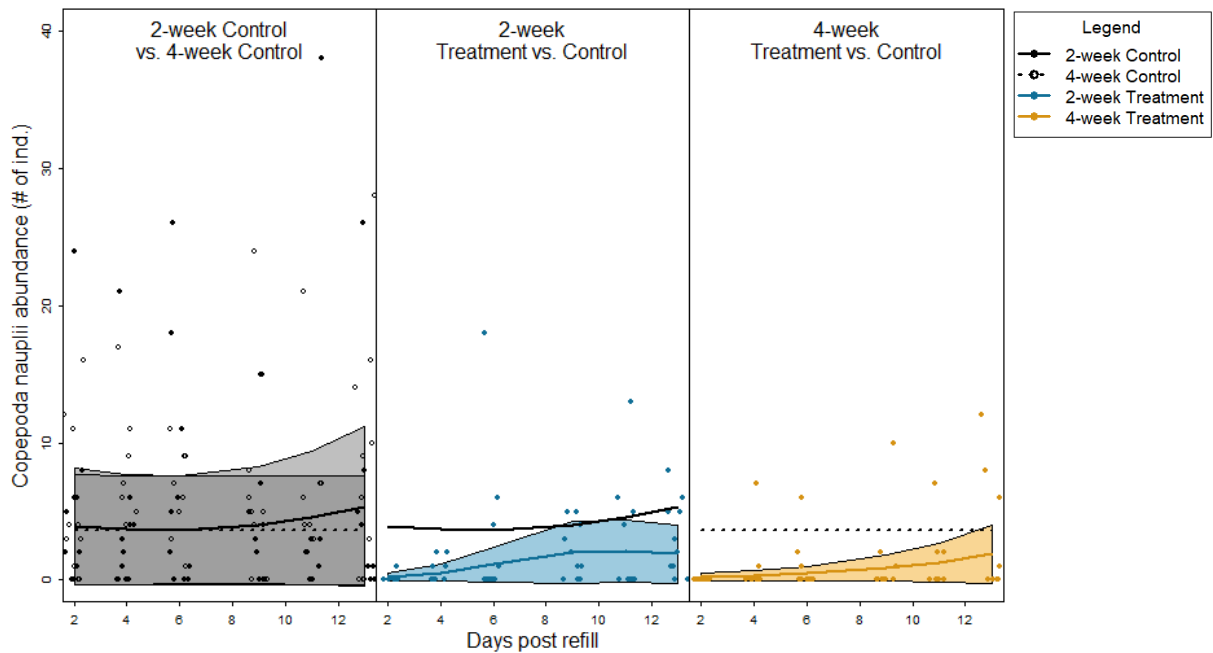 2-week Control
vs. 4-week Control
2-week
Treatment vs. Control
4-week
Treatment vs. Control
Legend
2-week Control
4-week Control
2-week Treatment
4-week Treatment
Copepoda nauplii abundance (# of ind.)
40
30
20
10
0
2 4 6 8 10 12
2 4 6 8 10 12
2 4 6 8 10 12
Days post refill